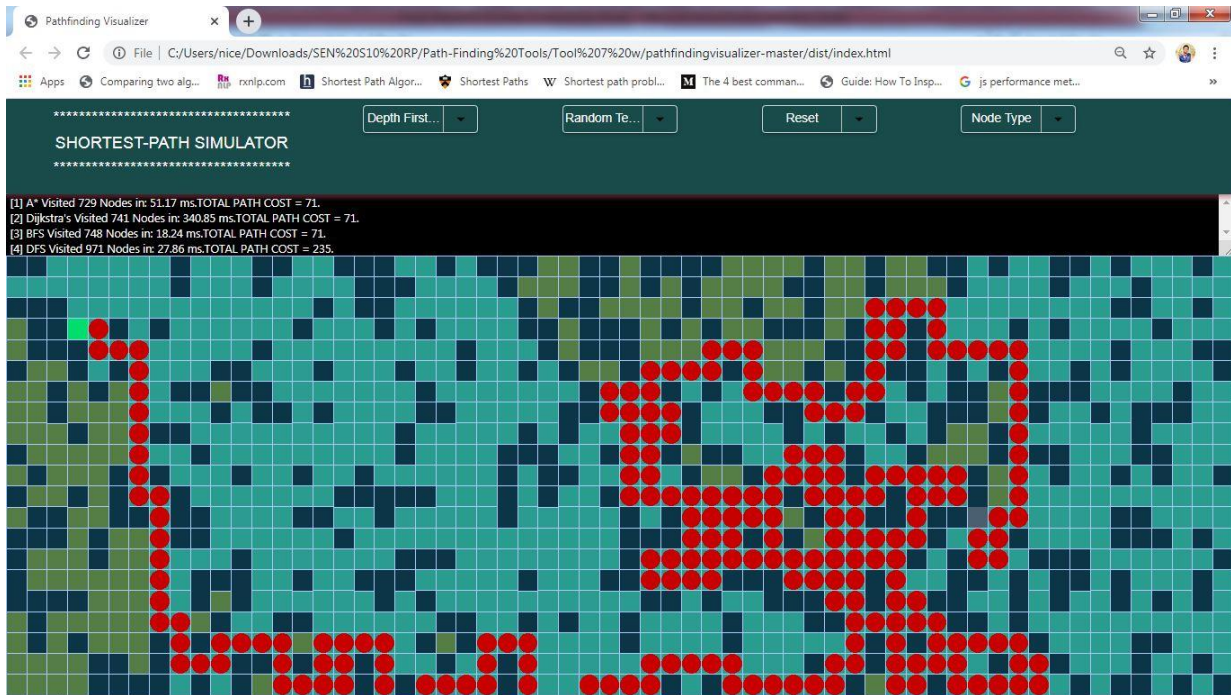 Pathfinding Visualizer
File | C:/Users/nice/Downloads/SEN%20S10%20RP/Path-Finding%20Tools/Tool%207%20w/pathfindingvisualizer-master/dist/index.html
Apps Comparing two alg... rxnlp.com Shortest Path Algor... Shortest Paths Shortest path probl... The 4 best comman... Guide: How To Insp... js performance met... »
*************************************
SHORTEST-PATH SIMULATOR
*************************************
Depth First... Random Te... Reset Node Type
[1] A* Visited 729 Nodes in: 51.17 ms.TOTAL PATH COST = 71.
[2] Dijkstra's Visited 741 Nodes in: 340.85 ms.TOTAL PATH COST = 71.
[3] BFS Visited 748 Nodes in: 18.24 ms.TOTAL PATH COST = 71.
[4] DFS Visited 971 Nodes in: 27.86 ms.TOTAL PATH COST = 235.